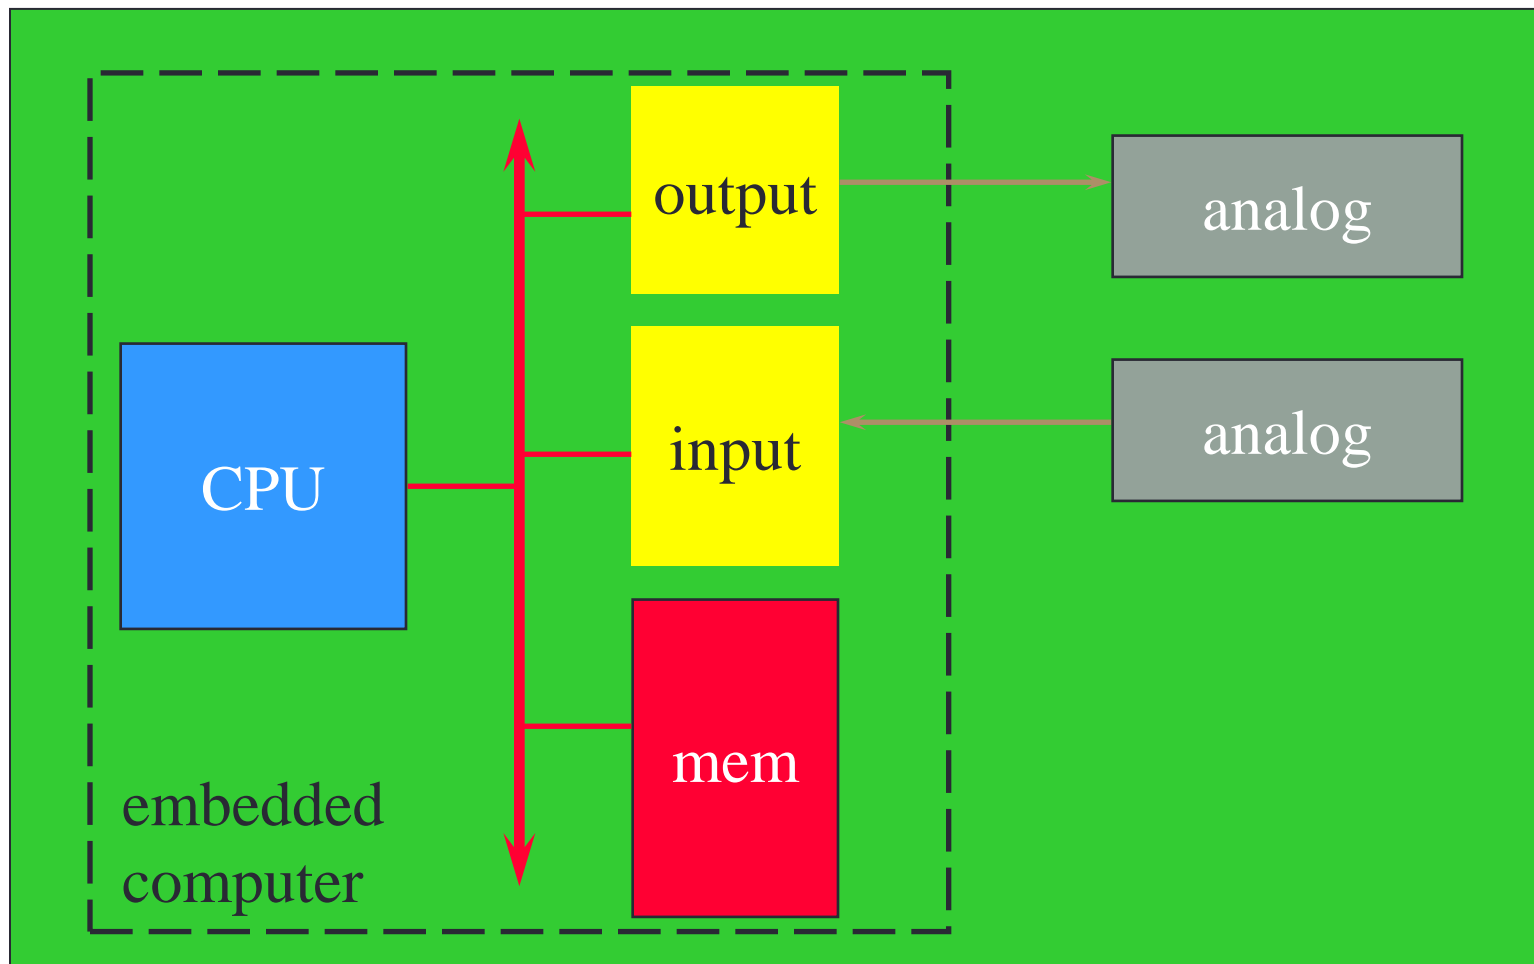 output
analog
input
analog
CPU
mem
embedded
computer